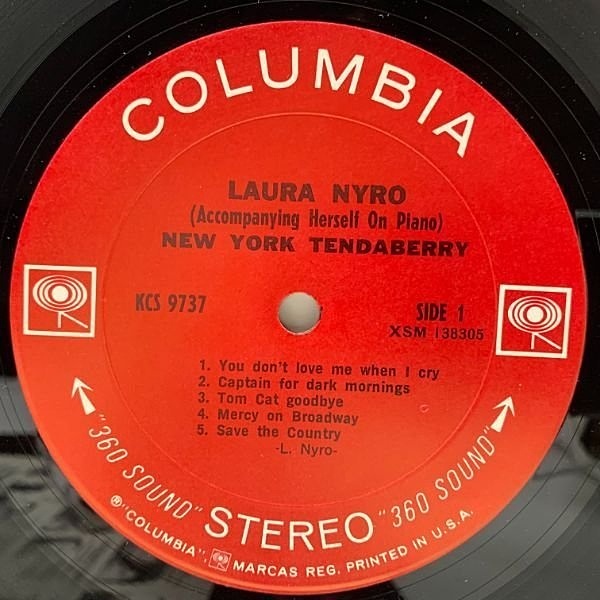 COLUMBIA
LAURA NYRO
(Accompanying Herself On Piano)
NEW YORK TENDABERRY
KCS 9737
SIDE 1
XSM 138305
1. You don't love me when I cry
2. Captain for dark mornings
3. Tom Cat goodbye
4. Mercy on Broadway
5. Save the Country
-L. Nyro-
"360 SOUND" STEREO "360 SOUND"
® "COLUMBIA", MARCAS REG. PRINTED IN U.S.A.